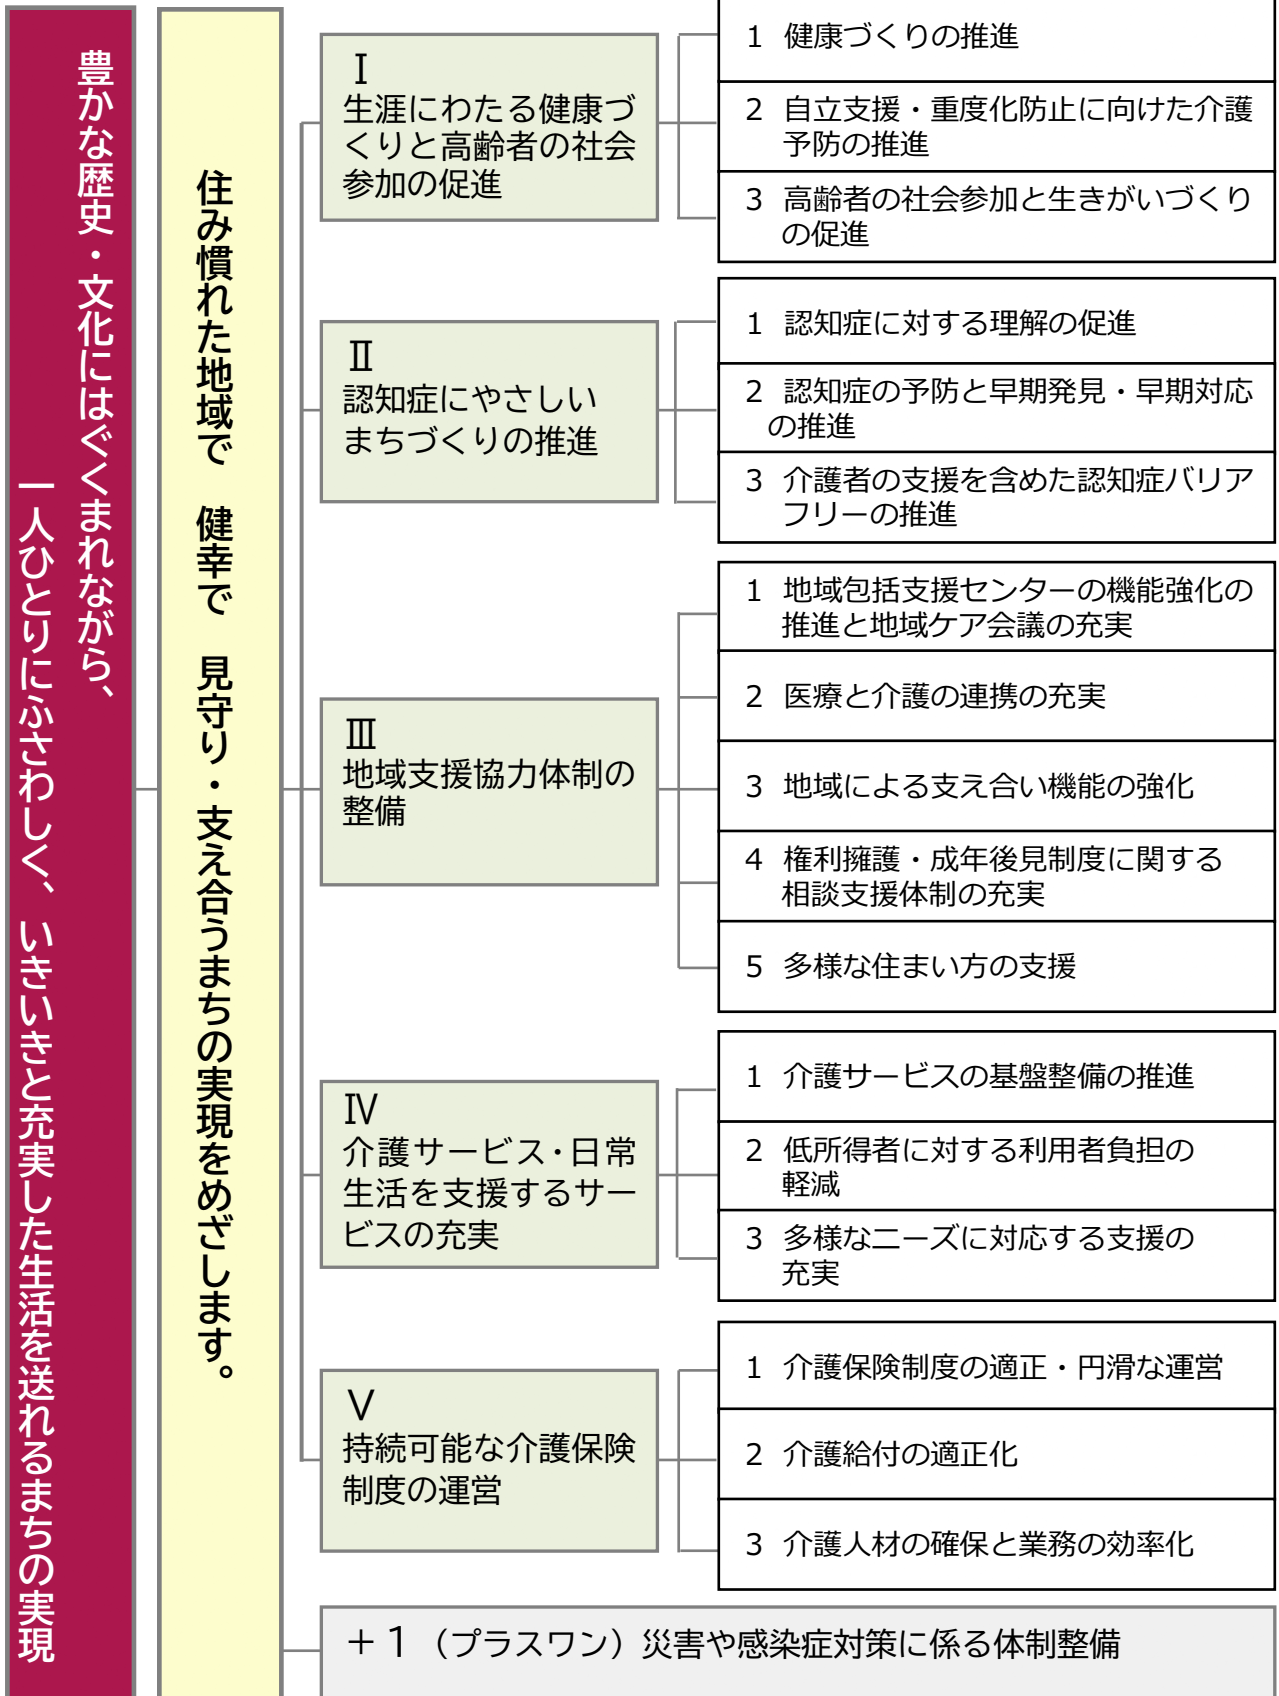 豊かな歴史・文化にはぐくまれながら、
一人ひとりにふさわしく、いきいきと充実した生活を送れるまちの実現
住み慣れた地域で　健幸で　見守り・支え合うまちの実現をめざします。
Ⅰ
生涯にわたる健康づ
くりと高齢者の社会
参加の促進
1 健康づくりの推進
2 自立支援・重度化防止に向けた介護
予防の推進
3 高齢者の社会参加と生きがいづくり
の促進
Ⅱ
認知症にやさしい
まちづくりの推進
1 認知症に対する理解の促進
2 認知症の予防と早期発見・早期対応
の推進
3 介護者の支援を含めた認知症バリア
フリーの推進
Ⅲ
地域支援協力体制の
整備
1 地域包括支援センターの機能強化の
推進と地域ケア会議の充実
2 医療と介護の連携の充実
3 地域による支え合い機能の強化
4 権利擁護・成年後見制度に関する
相談支援体制の充実
5 多様な住まい方の支援
Ⅳ
介護サービス・日常
生活を支援するサー
ビスの充実
1 介護サービスの基盤整備の推進
2 低所得者に対する利用者負担の
軽減
3 多様なニーズに対応する支援の
充実
Ⅴ
持続可能な介護保険
制度の運営
1 介護保険制度の適正・円滑な運営
2 介護給付の適正化
3 介護人材の確保と業務の効率化
＋１（プラスワン）災害や感染症対策に係る体制整備